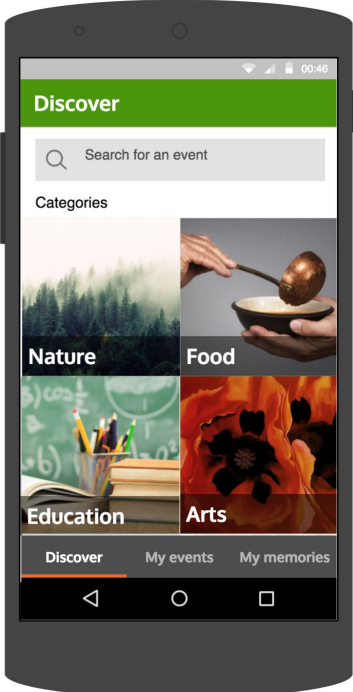 00:46
Discover
Search for an event
Categories
Nature
Food
Education
Arts
Discover
My events
My memories